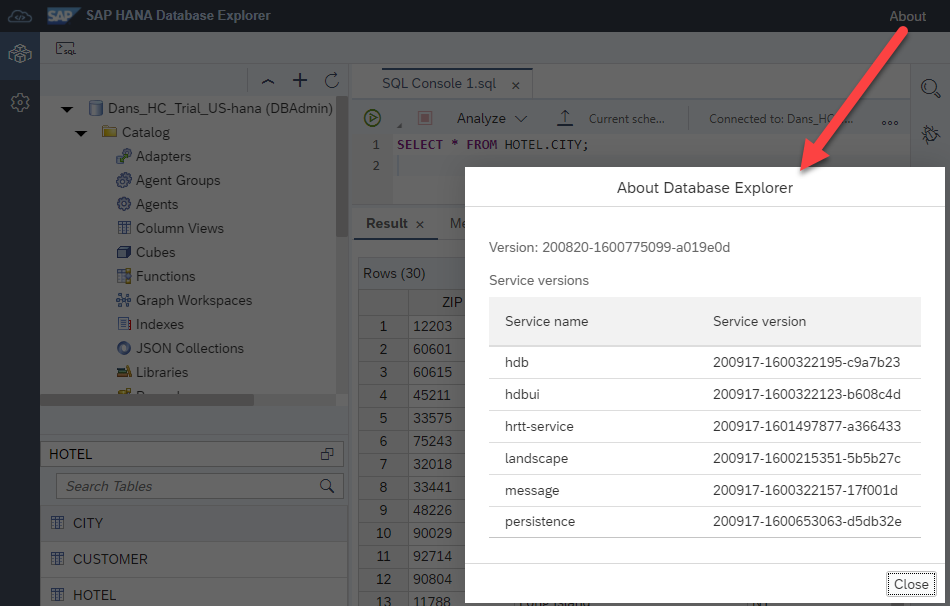 SAP SAP HANA Database Explorer About
SQL
SQL Console 1.sql ×
Dans_HC_Trial_US-hana (DBAdmin)
Catalog
Adapters
Agent Groups
Agents
Column Views
Cubes
Functions
Graph Workspaces
Indexes
JSON Collections
Libraries
HOTEL
Search Tables
CITY
CUSTOMER
HOTEL
Analyze Current sche... Connected to: Dans_HC_...
1 SELECT * FROM HOTEL.CITY;
2
Result × Me
Rows (30)
ZIP
1 12203
2 60601
3 60615
4 45211
5 33575
6 75243
7 32018
8 33441
9 48226
10 90029
11 92714
12 90804
13 11788 Long Island NY
About Database Explorer
Version: 200820-1600775099-a019e0d
Service versions
Service name Service version
hdb 200917-1600322195-c9a7b23
hdbui 200917-1600322123-b608c4d
hrtt-service 200917-1601497877-a366433
landscape 200917-1600215351-5b5b27c
message 200917-1600322157-17f001d
persistence 200917-1600653063-d5db32e
Close